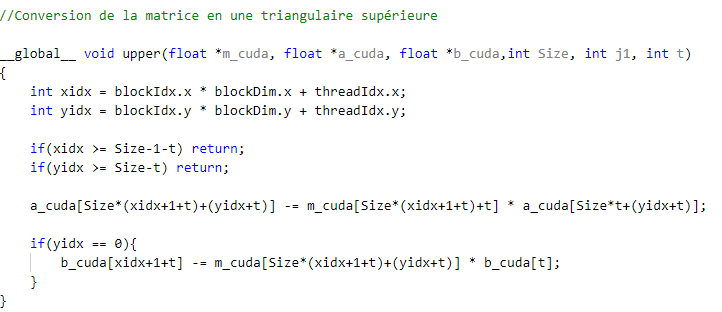 //Conversion de la matrice en une triangulaire supérieure
__global__ void upper(float *m_cuda, float *a_cuda, float *b_cuda,int Size, int j1, int t)
{
int xidx = blockIdx.x * blockDim.x + threadIdx.x;
int yidx = blockIdx.y * blockDim.y + threadIdx.y;
if(xidx >= Size-1-t) return;
if(yidx >= Size-t) return;
a_cuda[Size*(xidx+1+t)+(yidx+t)] -= m_cuda[Size*(xidx+1+t)+t] * a_cuda[Size*t+(yidx+t)];
if(yidx == 0){
b_cuda[xidx+1+t] -= m_cuda[Size*(xidx+1+t)+(yidx+t)] * b_cuda[t];
}
}